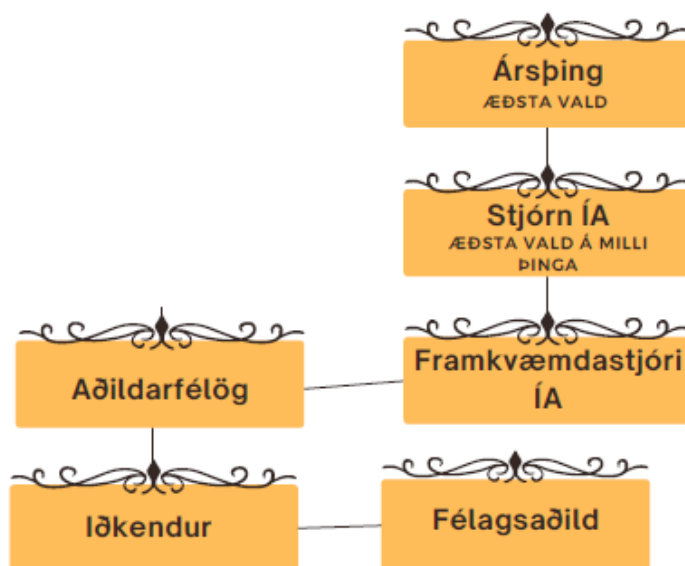 Ársþing
ÆÐSTA VALD
Stjórn ÍA
ÆÐSTA VALD Á MILLI
ÞINGA
Framkvæmdastjóri
ÍA
Aðildarfélög
Iðkendur
Félagsaðild